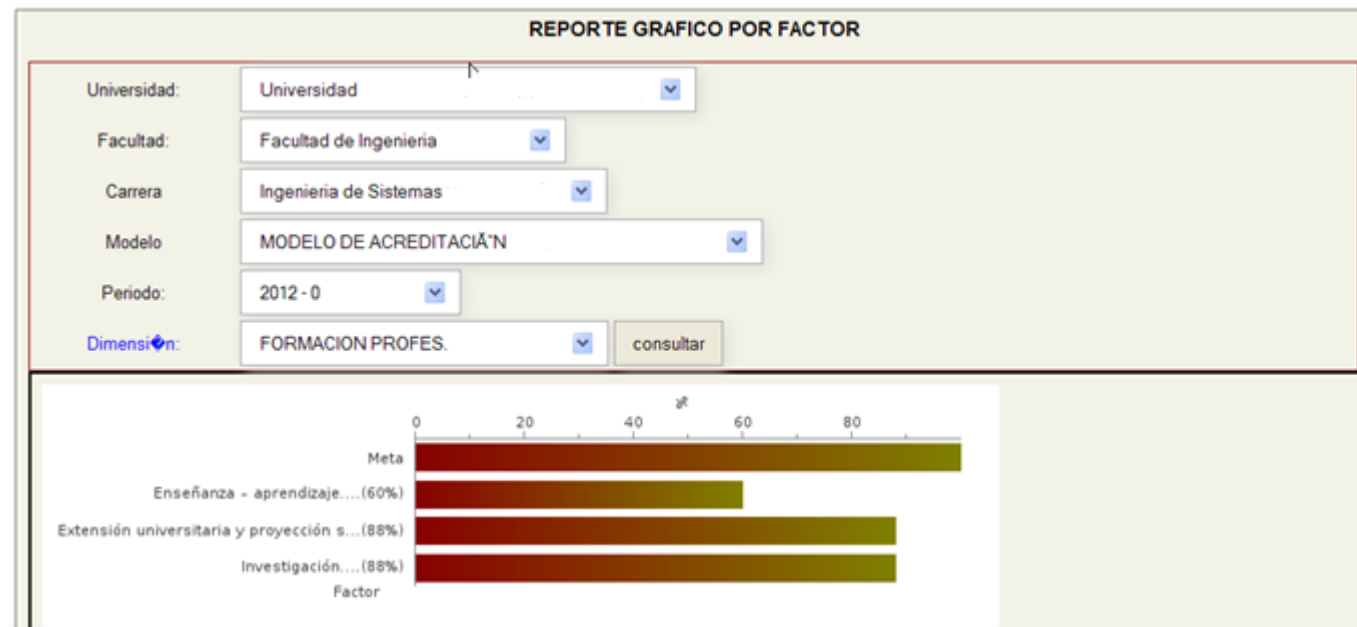 REPORTE GRAFICO POR FACTOR
Universidad: Universidad
Facultad: Facultad de Ingenieria
Carrera Ingenieria de Sistemas
Modelo MODELO DE ACREDITACIÃ“N
Periodo: 2012 - 0
Dimensi�n: FORMACION PROFES. consultar
%
0 20 40 60 80
Meta
Enseñanza - aprendizaje....(60%)
Extensión universitaria y proyección s...(88%)
Investigación....(88%)
Factor